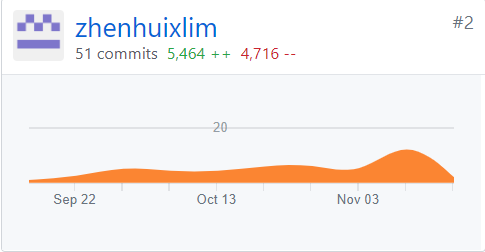 zhenhuixlim
#2
51 commits 5,464 ++ 4,716 --
20
Sep 22 Oct 13 Nov 03